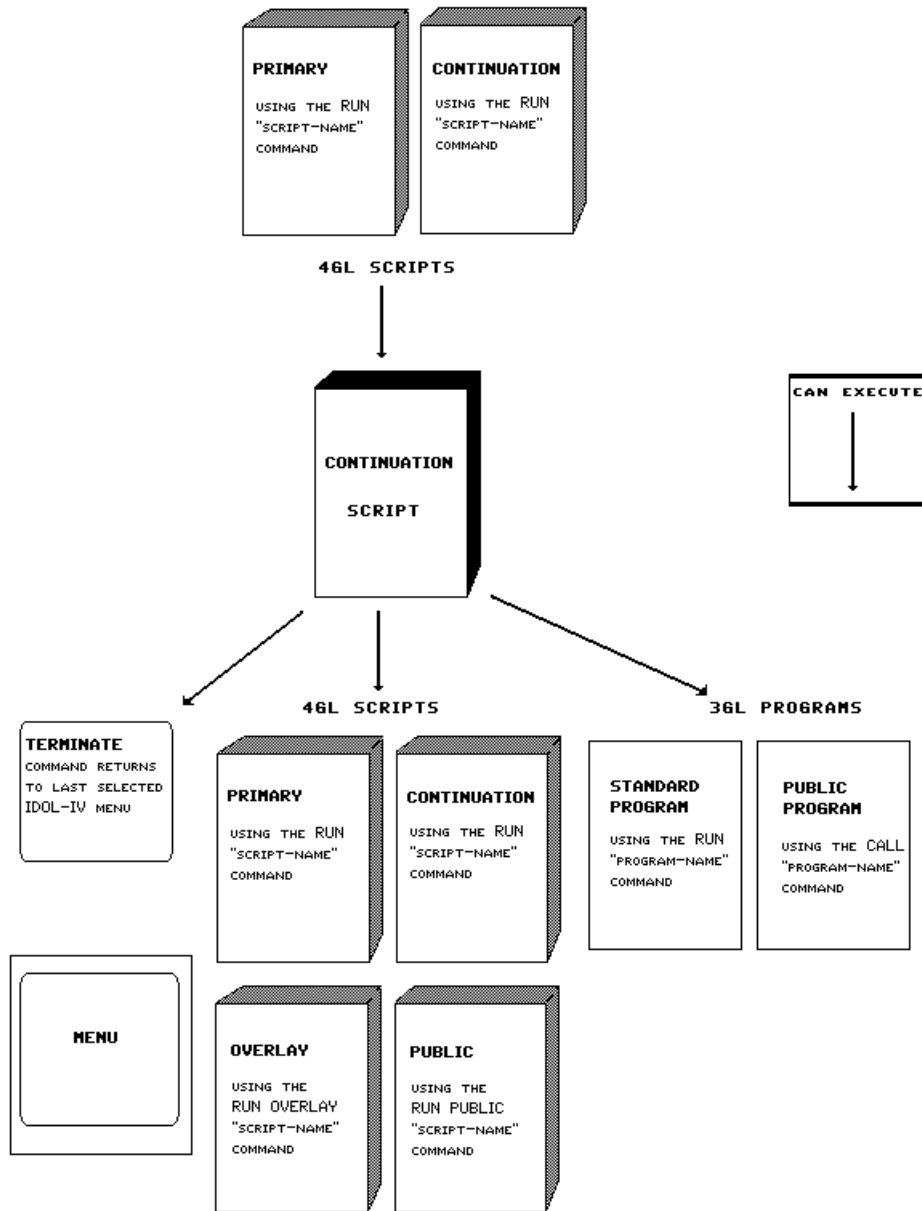 PRIMARY
USING THE RUN
"SCRIPT-NAME"
COMMAND
CONTINUATION
USING THE RUN
"SCRIPT-NAME"
COMMAND
4GL SCRIPTS
CONTINUATION
SCRIPT
CAN EXECUTE
TERMINATE
COMMAND RETURNS
TO LAST SELECTED
IDOL-IV MENU
MENU
4GL SCRIPTS
PRIMARY
USING THE RUN
"SCRIPT-NAME"
COMMAND
CONTINUATION
USING THE RUN
"SCRIPT-NAME"
COMMAND
OVERLAY
USING THE
RUN OVERLAY
"SCRIPT-NAME"
COMMAND
PUBLIC
USING THE
RUN PUBLIC
"SCRIPT-NAME"
COMMAND
3GL PROGRAMS
STANDARD
PROGRAM
USING THE RUN
"PROGRAM-NAME"
COMMAND
PUBLIC
PROGRAM
USING THE CALL
"PROGRAM-NAME"
COMMAND